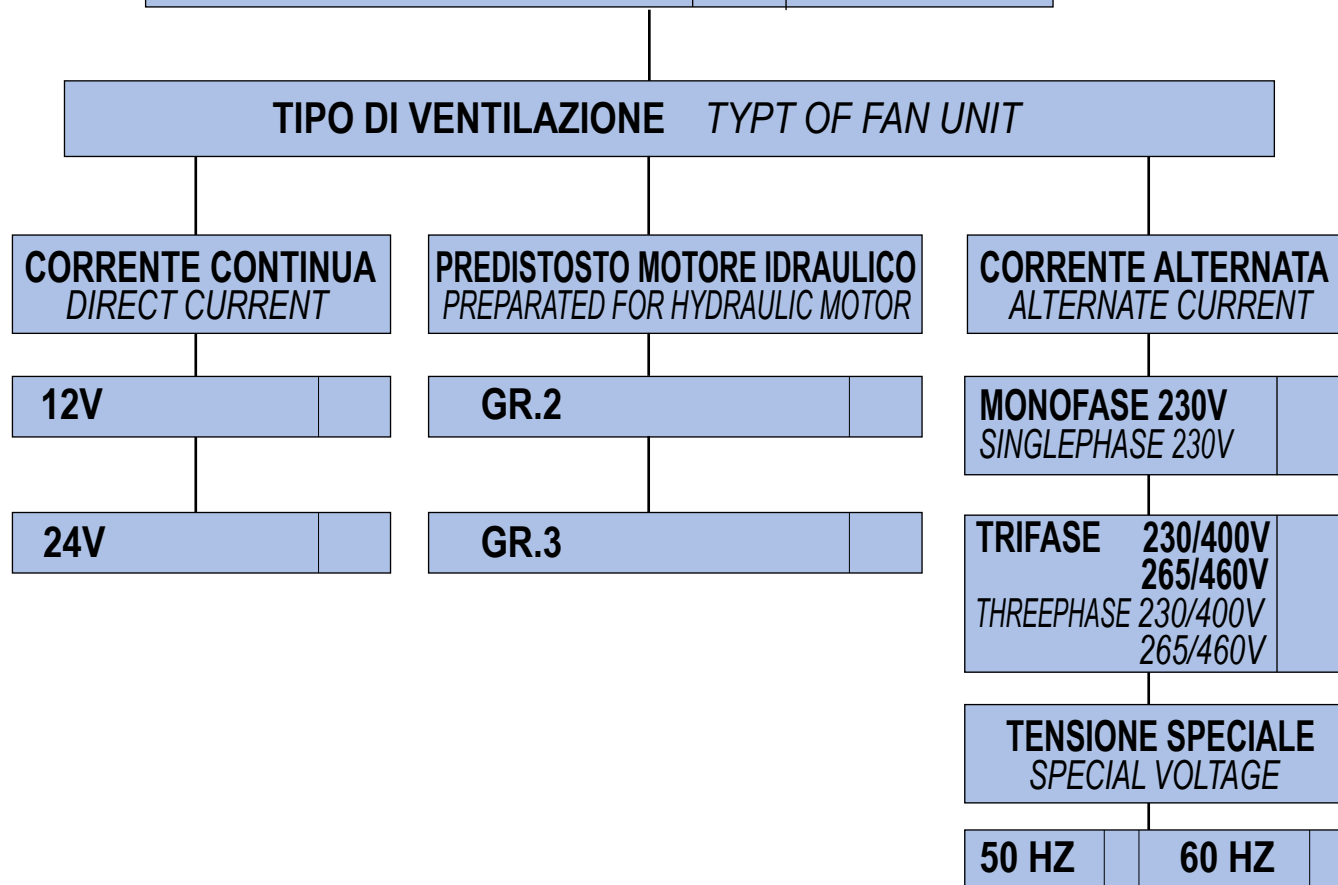 TIPO DI VENTILAZIONE TYPT OF FAN UNIT
CORRENTE CONTINUA
DIRECT CURRENT
12V
24V
PREDISTOSTO MOTORE IDRAULICO
PREPARATED FOR HYDRAULIC MOTOR
GR.2
GR.3
CORRENTE ALTERNATA
ALTERNATE CURRENT
MONOFASE 230V
SINGLEPHASE 230V
TRIFASE 230/400V
265/460V
THREEPHASE 230/400V
265/460V
TENSIONE SPECIALE
SPECIAL VOLTAGE
50 HZ 60 HZ